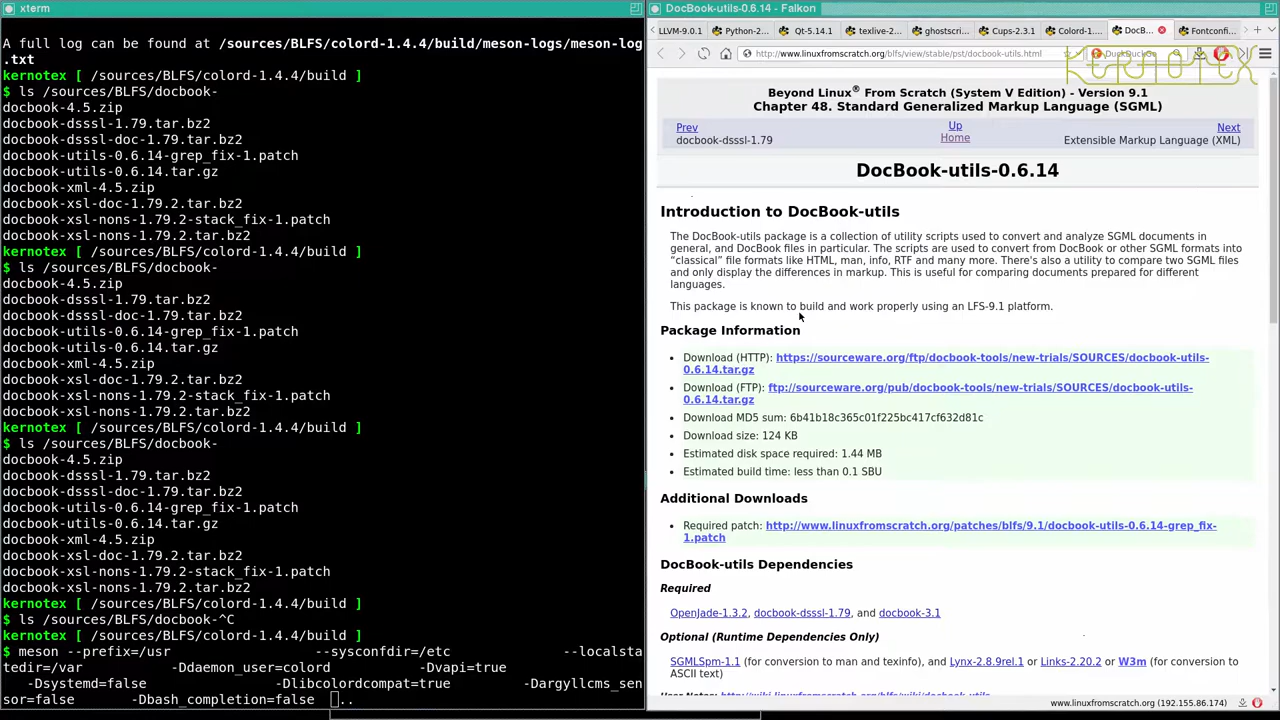 xterm
A full log can be found at /sources/BLFS/colord-1.4.4/build/meson-logs/meson-log
.txt
kernotex [ /sources/BLFS/colord-1.4.4/build ]
$ ls /sources/BLFS/docbook-
docbook-4.5.zip
docbook-dsssl-1.79.tar.bz2
docbook-dsssl-doc-1.79.tar.bz2
docbook-utils-0.6.14-grep_fix-1.patch
docbook-utils-0.6.14.tar.gz
docbook-xml-4.5.zip
docbook-xsl-doc-1.79.2.tar.bz2
docbook-xsl-nons-1.79.2-stack_fix-1.patch
docbook-xsl-nons-1.79.2.tar.bz2
kernotex [ /sources/BLFS/colord-1.4.4/build ]
$ ls /sources/BLFS/docbook-
docbook-4.5.zip
docbook-dsssl-1.79.tar.bz2
docbook-dsssl-doc-1.79.tar.bz2
docbook-utils-0.6.14-grep_fix-1.patch
docbook-utils-0.6.14.tar.gz
docbook-xml-4.5.zip
docbook-xsl-doc-1.79.2.tar.bz2
docbook-xsl-nons-1.79.2-stack_fix-1.patch
docbook-xsl-nons-1.79.2.tar.bz2
kernotex [ /sources/BLFS/colord-1.4.4/build ]
$ ls /sources/BLFS/docbook-
docbook-4.5.zip
docbook-dsssl-1.79.tar.bz2
docbook-dsssl-doc-1.79.tar.bz2
docbook-utils-0.6.14-grep_fix-1.patch
docbook-utils-0.6.14.tar.gz
docbook-xml-4.5.zip
docbook-xsl-doc-1.79.2.tar.bz2
docbook-xsl-nons-1.79.2-stack_fix-1.patch
docbook-xsl-nons-1.79.2.tar.bz2
kernotex [ /sources/BLFS/colord-1.4.4/build ]
$ ls /sources/BLFS/docbook-^C
kernotex [ /sources/BLFS/colord-1.4.4/build ]
$ meson --prefix=/usr --sysconfdir=/etc --localsta
tedir=/var -Ddaemon_user=colord -Dvapi=true
-Dsystemd=false -Dlibcolordcompat=true -Dargyllcms_sen
sor=false -Dbash_completion=false ..
DocBook-utils-0.6.14 - Falkon
LLVM-9.0.1 Python-2... Qt-5.14.1 texlive-2... ghostscri... Cups-2.3.1 Colord-1.... DocB... Fontconfi...
http://www.linuxfromscratch.org/blfs/view/stable/pst/docbook-utils.html DuckDuckGo
KERNOTEX
Beyond Linux® From Scratch (System V Edition) - Version 9.1
Chapter 48. Standard Generalized Markup Language (SGML)
Prev Up Next
docbook-dsssl-1.79 Home Extensible Markup Language (XML)
DocBook-utils-0.6.14
Introduction to DocBook-utils
The DocBook-utils package is a collection of utility scripts used to convert and analyze SGML documents in
general, and DocBook files in particular. The scripts are used to convert from DocBook or other SGML formats into
“classical” file formats like HTML, man, info, RTF and many more. There's also a utility to compare two SGML files
and only display the differences in markup. This is useful for comparing documents prepared for different
languages.
This package is known to build and work properly using an LFS-9.1 platform.
Package Information
• Download (HTTP): https://sourceware.org/ftp/docbook-tools/new-trials/SOURCES/docbook-utils-
0.6.14.tar.gz
• Download (FTP): ftp://sourceware.org/pub/docbook-tools/new-trials/SOURCES/docbook-utils-
0.6.14.tar.gz
• Download MD5 sum: 6b41b18c365c01f225bc417cf632d81c
• Download size: 124 KB
• Estimated disk space required: 1.44 MB
• Estimated build time: less than 0.1 SBU
Additional Downloads
• Required patch: http://www.linuxfromscratch.org/patches/blfs/9.1/docbook-utils-0.6.14-grep_fix-
1.patch
DocBook-utils Dependencies
Required
OpenJade-1.3.2, docbook-dsssl-1.79, and docbook-3.1
Optional (Runtime Dependencies Only)
SGMLSpm-1.1 (for conversion to man and texinfo), and Lynx-2.8.9rel.1 or Links-2.20.2 or W3m (for conversion to
ASCII text)
User Notes: http://wiki.linuxfromscratch.org/blfs/wiki/docbook-utils
www.linuxfromscratch.org (192.155.86.174)